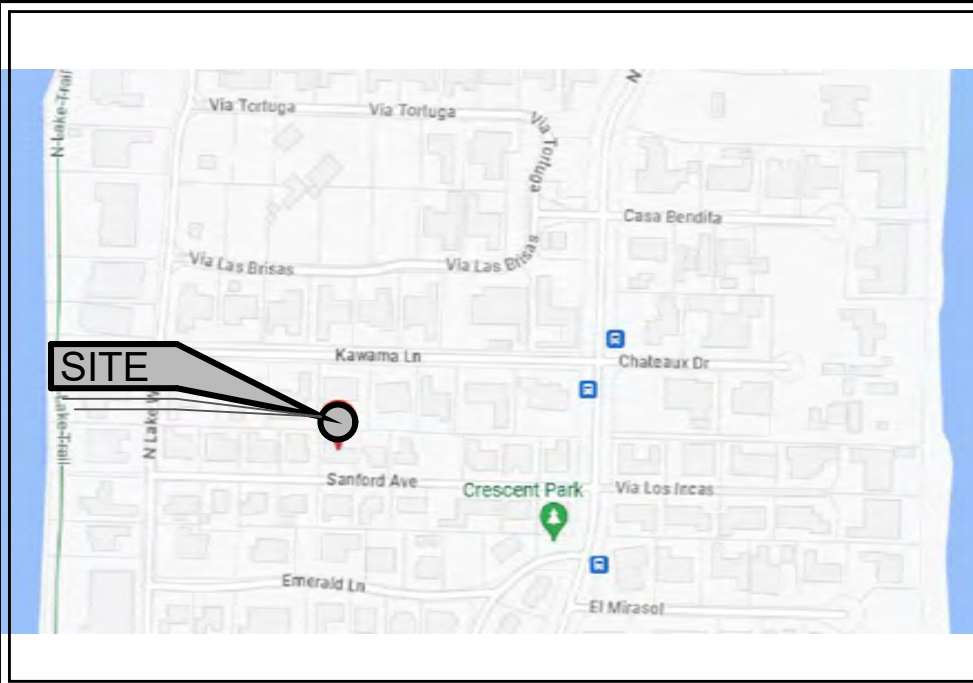 N Lake Trail
N
Via Tortuga
Via Tortuga
Via Tortuga
Casa Bendita
Via Las Brisas
Via Las Brisas
Kawama Ln
Chateaux Dr
SITE
N Lake W
Lake Trail
Sanford Ave
Crescent Park
Via Los Incas
Emerald Ln
El Mirasol